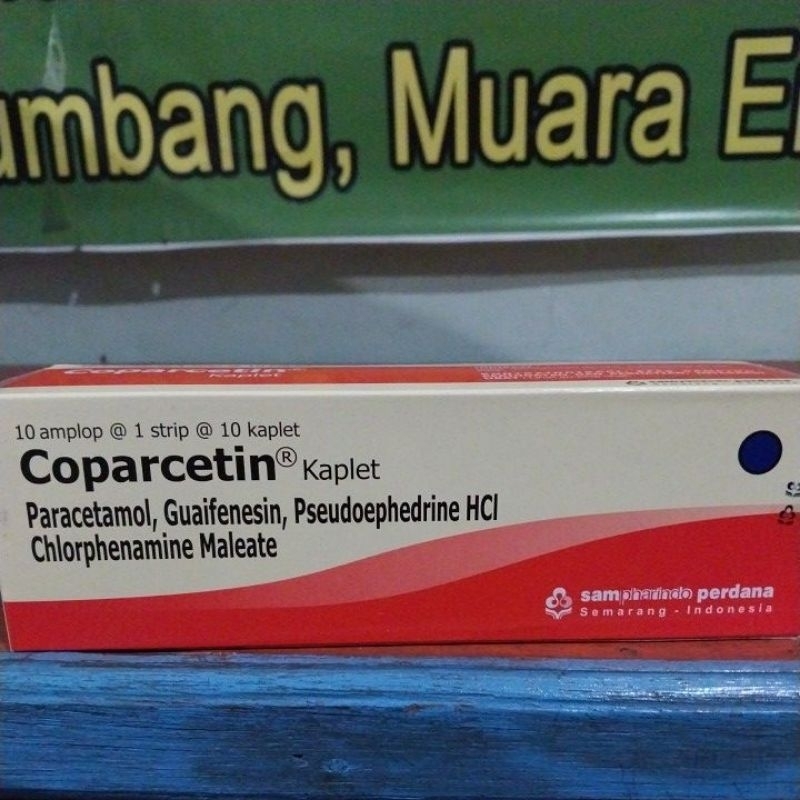 umbang, Muara E
Coparcetin
Kaplet
10 amplop @ 1 strip @ 10 kaplet
Coparcetin® Kaplet
Paracetamol, Guaifenesin, Pseudoephedrine HCl
Chlorphenamine Maleate
sampharindo perdana
Semarang - Indonesia